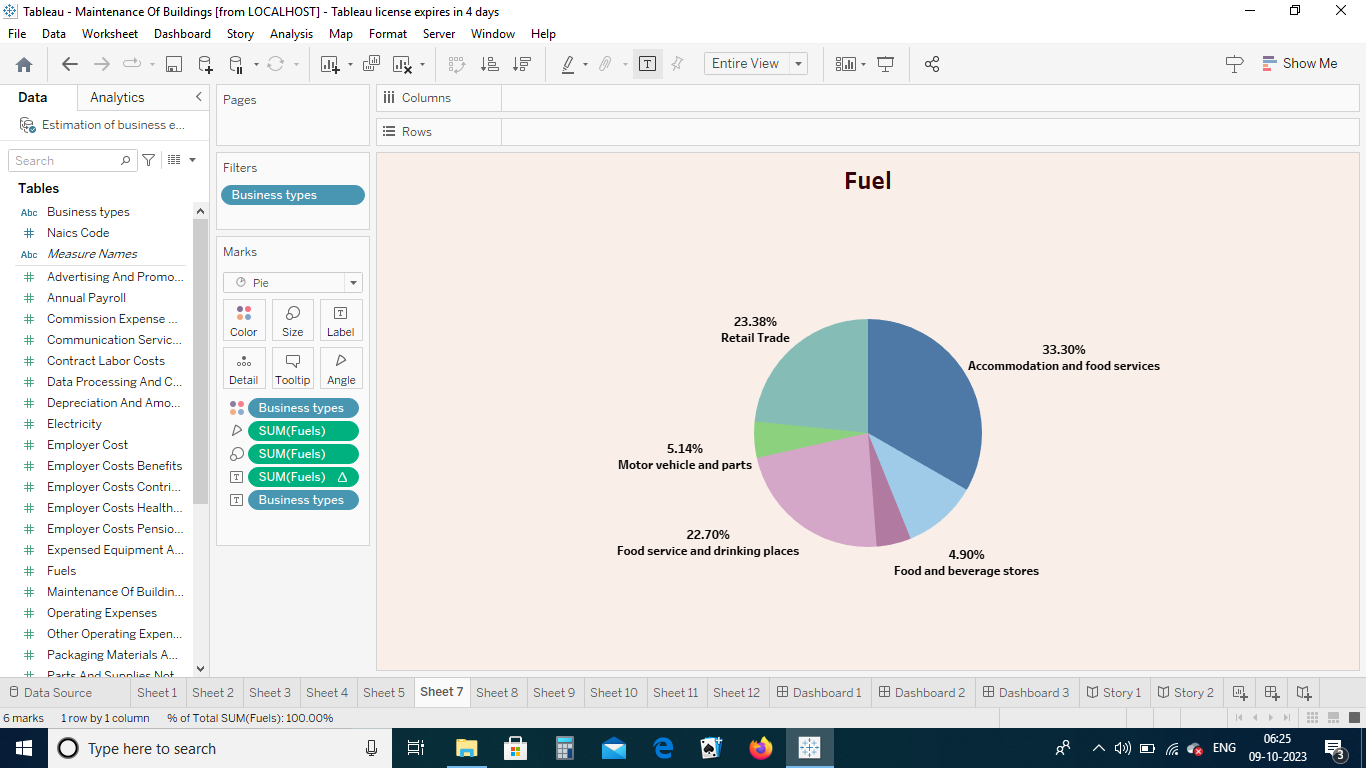 Tableau - Maintenance Of Buildings [from LOCALHOST] - Tableau license expires in 4 days
File Data Worksheet Dashboard Story Analysis Map Format Server Window Help
Entire View
Show Me
Data Analytics
Estimation of business e...
Search
Tables
Abc Business types
# Naics Code
Abc Measure Names
# Advertising And Promo...
# Annual Payroll
# Commission Expense ...
# Communication Servic...
# Contract Labor Costs
# Data Processing And C...
# Depreciation And Amo...
# Electricity
# Employer Cost
# Employer Costs Benefits
# Employer Costs Contri...
# Employer Costs Health...
# Employer Costs Pensio...
# Expensed Equipment A...
# Fuels
# Maintenance Of Buildin...
# Operating Expenses
# Other Operating Expen...
# Packaging Materials A...
# Parts And Supplies Not
Pages
Filters
Business types
Marks
Pie
Color Size Label
Detail Tooltip Angle
Business types
SUM(Fuels)
SUM(Fuels)
T SUM(Fuels) Δ
T Business types
Columns
Rows
Fuel
23.38%
Retail Trade
33.30%
Accommodation and food services
5.14%
Motor vehicle and parts
22.70%
Food service and drinking places
4.90%
Food and beverage stores
Data Source Sheet 1 Sheet 2 Sheet 3 Sheet 4 Sheet 5 Sheet 7 Sheet 8 Sheet 9 Sheet 10 Sheet 11 Sheet 12 Dashboard 1 Dashboard 2 Dashboard 3 Story 1 Story 2
6 marks 1 row by 1 column % of Total SUM(Fuels): 100.00%
Type here to search
ENG
06:25
09-10-2023
3